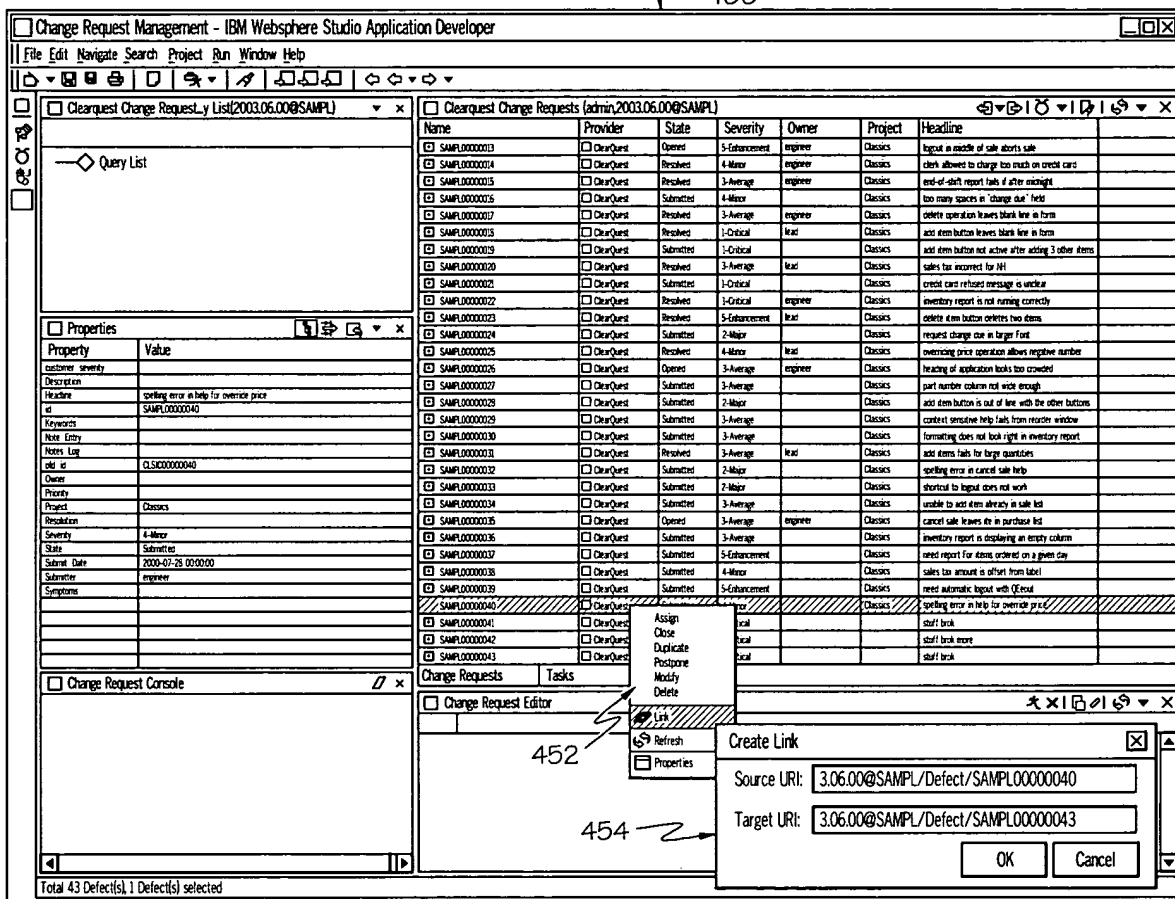 Change Request Management - IBM Websphere Studio Application Developer
File Edit Navigate Search Project Run Window Help
Clearquest Change Request_y List(2003.06.00@SAMPL)
Query List
Properties
Property Value
customer severity
Description
Headline spelling error in help for override price
id SAMPL00000040
Keywords
Note Entry
Notes Log
old id CLSIC00000040
Owner
Priority
Project Classics
Resolution
Severity 4-Minor
State Submitted
Submit Date 2000-07-28 00:00:00
Submitter engineer
Symptoms
Change Request Console
Clearquest Change Requests (admin,2003.06.00@SAMPL)
Name Provider State Severity Owner Project Headline
SAMPL00000013 ClearQuest Opened 5-Enhancement engineer Classics logout in middle of sale aborts sale
SAMPL00000014 ClearQuest Resolved 4-Minor engineer Classics clerk allowed to charge too much on credit card
SAMPL00000015 ClearQuest Resolved 3-Average engineer Classics end-of-shift report fails if after midnight
SAMPL00000016 ClearQuest Submitted 4-Minor Classics too many spaces in "change due" field
SAMPL00000017 ClearQuest Resolved 3-Average engineer Classics delete operation leaves blank line in form
SAMPL00000018 ClearQuest Resolved 1-Critical lead Classics add item button leaves blank line in form
SAMPL00000019 ClearQuest Submitted 1-Critical Classics add item button not active after adding 3 other items
SAMPL00000020 ClearQuest Resolved 3-Average lead Classics sales tax incorrect for NH
SAMPL00000021 ClearQuest Submitted 1-Critical Classics credit card refused message is unclear
SAMPL00000022 ClearQuest Resolved 1-Critical engineer Classics inventory report is not running correctly
SAMPL00000023 ClearQuest Resolved 5-Enhancement lead Classics delete item button deletes two items
SAMPL00000024 ClearQuest Submitted 2-Major Classics request change due in larger Font
SAMPL00000025 ClearQuest Resolved 4-Minor lead Classics overriding price operation allows negative number
SAMPL00000026 ClearQuest Opened 3-Average engineer Classics heading of application looks too crowded
SAMPL00000027 ClearQuest Submitted 3-Average Classics part number column not wide enough
SAMPL00000028 ClearQuest Submitted 2-Major Classics add item button is out of line with the other buttons
SAMPL00000029 ClearQuest Submitted 3-Average Classics context sensitive help fails from reorder window
SAMPL00000030 ClearQuest Submitted 3-Average Classics formatting does not look right in inventory report
SAMPL00000031 ClearQuest Resolved 3-Average lead Classics add items fails for large quantities
SAMPL00000032 ClearQuest Submitted 2-Major Classics spelling error in cancel sale help
SAMPL00000033 ClearQuest Submitted 2-Major Classics shortcut to logout does not work
SAMPL00000034 ClearQuest Submitted 3-Average Classics unable to add item already in sale list
SAMPL00000035 ClearQuest Opened 3-Average engineer Classics cancel sale leaves ite in purchase list
SAMPL00000036 ClearQuest Submitted 3-Average Classics inventory report is displaying an empty column
SAMPL00000037 ClearQuest Submitted 5-Enhancement Classics need report For items ordered on a given day
SAMPL00000038 ClearQuest Submitted 4-Minor Classics sales tax amount is offset from label
SAMPL00000039 ClearQuest Submitted 5-Enhancement Classics need automatic logout with
SAMPL00000040 ClearQuest Classics spelling error in help for override price
SAMPL00000041 ClearQuest stuff brok
SAMPL00000042 ClearQuest stuff brok more
SAMPL00000043 ClearQuest stuff brok
Change Requests Tasks
Assign
Close
Duplicate
Postpone
Modify
Delete
Link
Refresh
Properties
Change Request Editor
452
Create Link
Source URI: 3.06.00@SAMPL/Defect/SAMPL00000040
Target URI: 3.06.00@SAMPL/Defect/SAMPL00000043
OK Cancel
454
Total 43 Defect(s), 1 Defect(s) selected